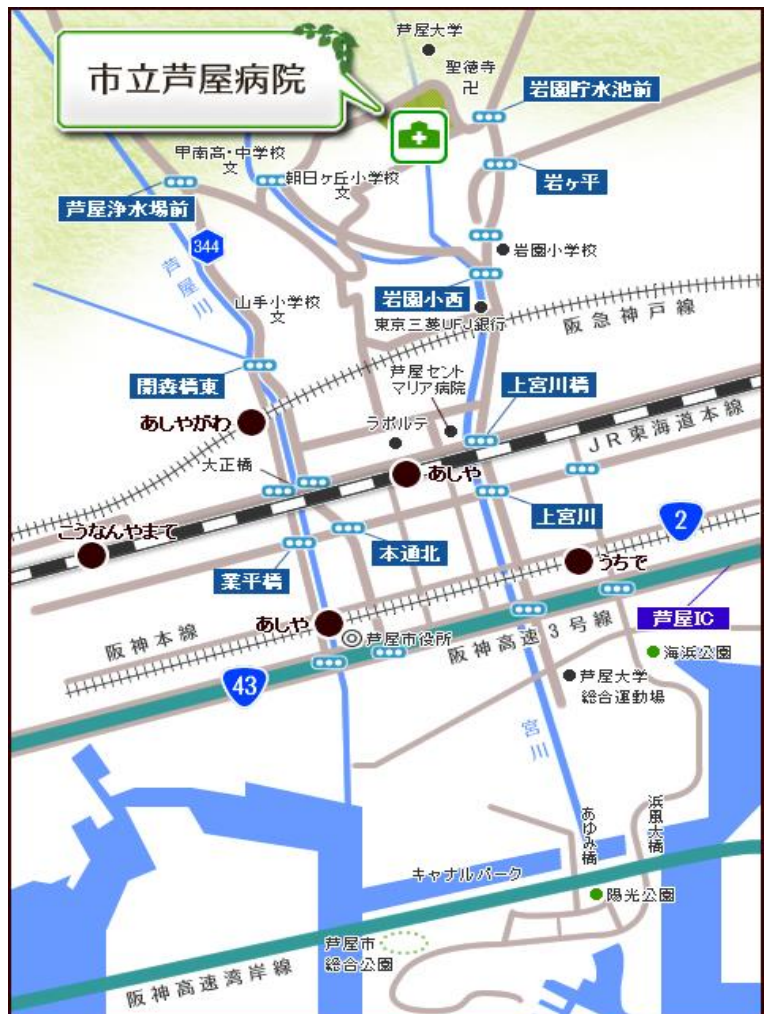 芦屋大学
聖徳寺
卍
市立芦屋病院
岩園貯水池前
甲南高・中学校
文
朝日ヶ丘小学校
文
岩ヶ平
芦屋浄水場前
344
岩園小学校
芦屋川
山手小学校
文
岩園小西
東京三菱UFJ銀行
阪急神戸線
開森橋東
芦屋セント
マリア病院
上宮川橋
あしやがわ
ラポルテ
JR東海道本線
大正橋
あしや
上宮川
2
こうなんやまて
本通北
業平橋
うちで
あしや
芦屋IC
阪神本線
芦屋市役所
阪神高速3号線
海浜公園
43
芦屋大学
総合運動場
宮川
あゆみ橋
浜風大橋
キャナルパーク
陽光公園
芦屋市
総合公園
阪神高速湾岸線